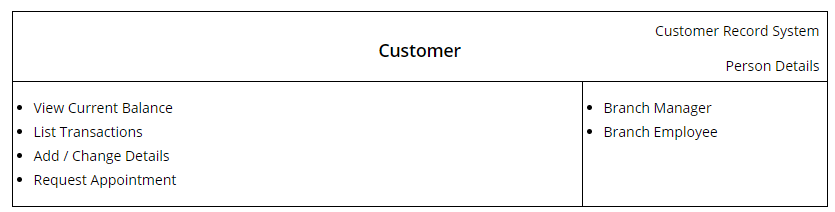 Customer Record System
Customer
Person Details
View Current Balance
List Transactions
Add / Change Details
Request Appointment
Branch Manager
Branch Employee